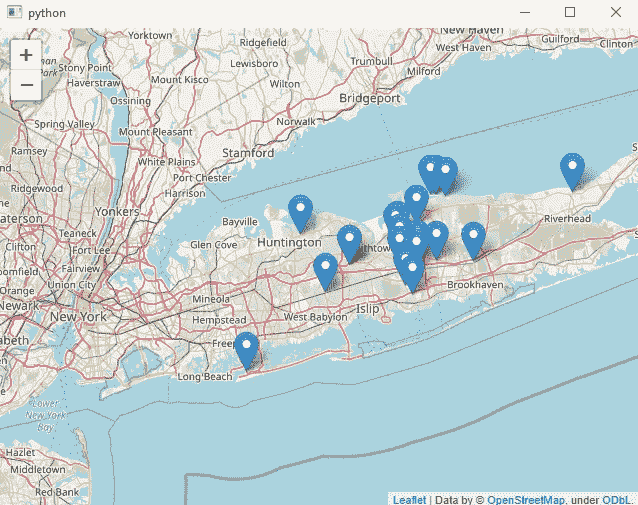 python
+
−
Yorktown
Stony Point
Haverstraw
Ossining
Spring Valley
Mount Pleasant
Ramsey
Ridgewood
White Plains
Port Chester
Harrison
Yonkers
Teaneck
Fort Lee
Clifton
Fairview
Union City
Orange
Newark
New York
Lower New York Bay
Hazlet
Middletown
Red Bank
Ridgefield
Lewisboro
Mount Kisco
Wilton
Norwalk
Stamford
Trumbull
Bridgeport
Milford
West Haven
New Haven
Guilford
Clinton
Bayville
Glen Cove
Huntington
Mineola
Hempstead
West Babylon
Islip
Long Beach
Brookhaven
Riverhead
Leaflet | Data by © OpenStreetMap, under ODbL.